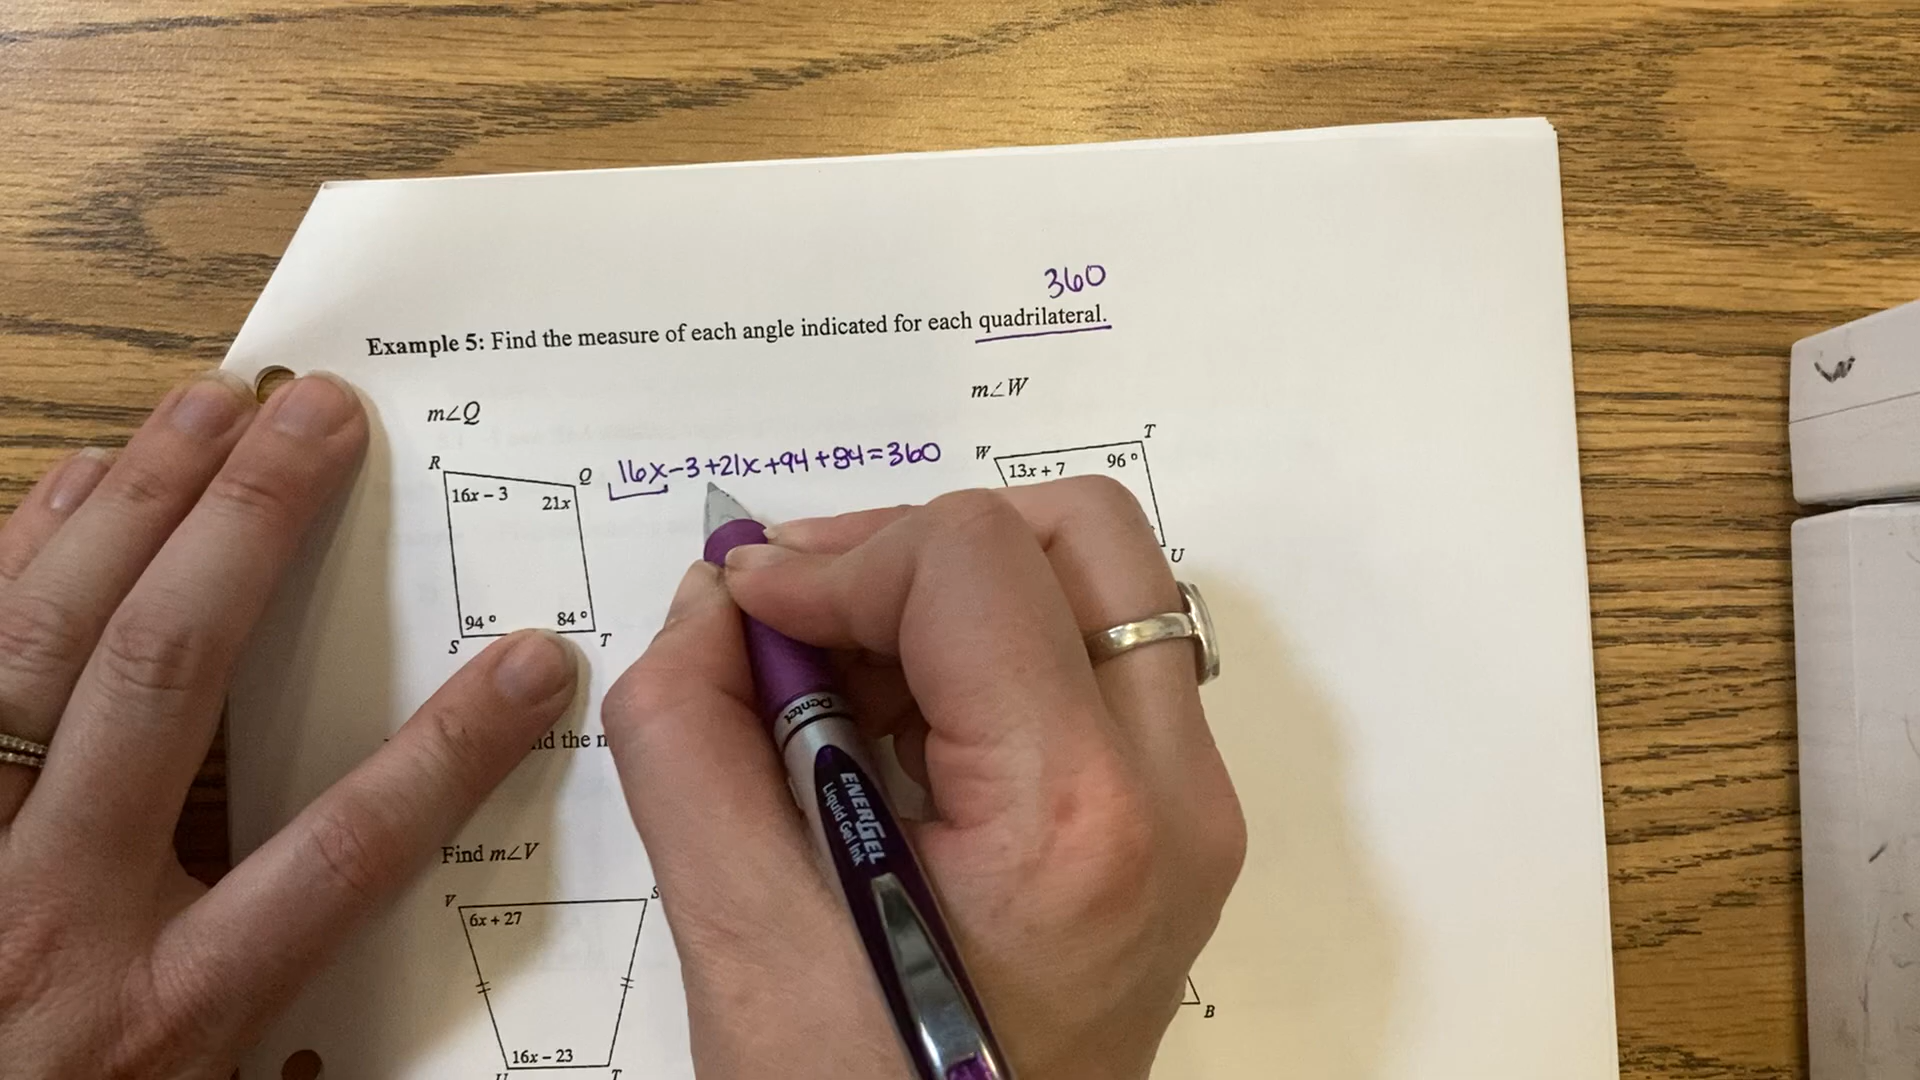 360
Example 5: Find the measure of each angle indicated for each quadrilateral.
m∠Q
m∠W
R
Q
16x − 3
21x
94°
84°
S
T
16x−3+21x+94+84=360
W
T
13x + 7
96°
U
the
Find m∠V
V
S
6x + 27
16x − 23
U
T
B
Pentel
ENERGEL
Liquid Gel Ink